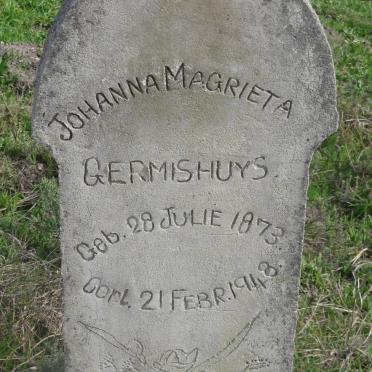 JOHANNA MAGRIETA
GERMISHUYS.
Geb. 28 JULIE 1873.
Oorl. 21 FEBR. 1948.